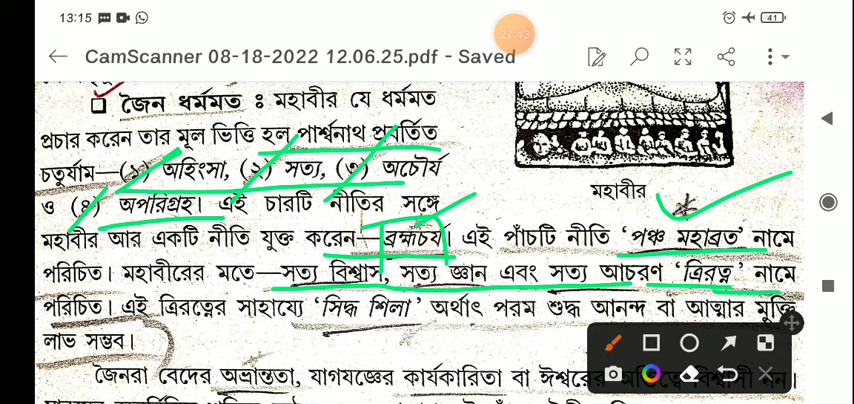 13:15
27:43
41
CamScanner 08-18-2022 12.06.25.pdf - Saved
জৈন ধর্মমত : মহাবীর যে ধর্মমত
প্রচার করেন তার মূল ভিত্তি হল পার্শ্বনাথ প্রবর্তিত
চতুর্যাম—(১) অহিংসা, (২) সত্য, (৩) অচৌর্য
ও (৪) অপরিগ্রহ। এই চারটি নীতির সঙ্গে
মহাবীর
মহাবীর আর একটি নীতি যুক্ত করেন—ব্রহ্মচর্য। এই পাঁচটি নীতি ‘পঞ্চ মহাব্রত’ নামে
পরিচিত। মহাবীরের মতে—সত্য বিশ্বাস, সত্য জ্ঞান এবং সত্য আচরণ ‘ত্রিরত্ন’ নামে
পরিচিত। এই ত্রিরত্নের সাহায্যে ‘সিদ্ধ শিলা’ অর্থাৎ পরম শুদ্ধ আনন্দ বা আত্মার মুক্তি
লাভ সম্ভব।
জৈনরা বেদের অভ্রান্ততা, যাগযজ্ঞের কার্যকারিতা বা ঈশ্বরের